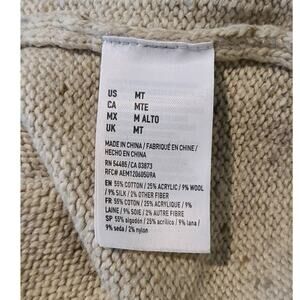 US MT
CA MTE
MX M ALTO
UK MT
MADE IN CHINA / FABRIQUÉ EN CHINE /
HECHO EN CHINA
RN 54485 / CA 03873
RFC# AEM120605U9A
EN 55% COTTON / 25% ACRYLIC / 9% WOOL
/ 9% SILK / 2% OTHER FIBER
FR 55% COTON / 25% ACRYLIQUE / 9%
LAINE / 9% SOIE / 2% AUTRE FIBRE
SP 55% algodón / 25% acrílico / 9% lana /
9% seda / 2% nylon